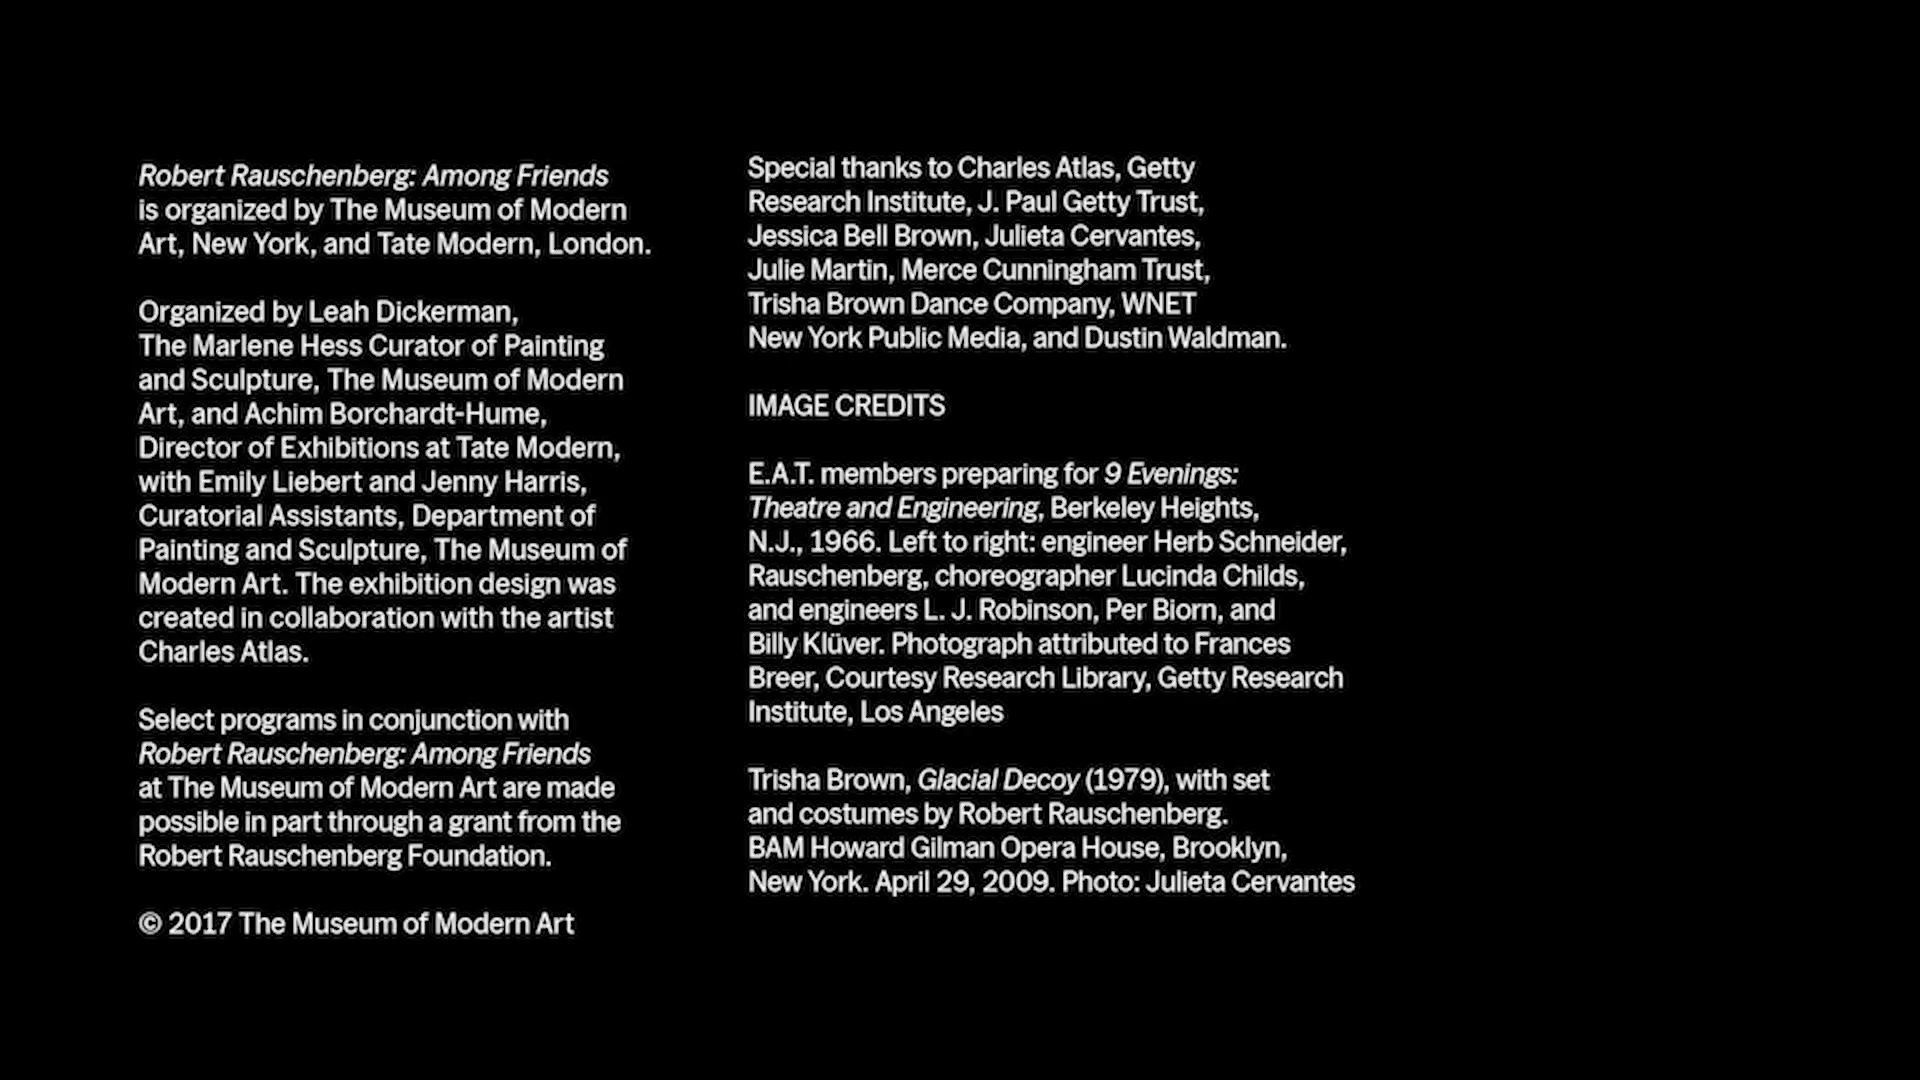 Robert Rauschenberg: Among Friends
is organized by The Museum of Modern
Art, New York, and Tate Modern, London.
Organized by Leah Dickerman,
The Marlene Hess Curator of Painting
and Sculpture, The Museum of Modern
Art, and Achim Borchardt-Hume,
Director of Exhibitions at Tate Modern,
with Emily Liebert and Jenny Harris,
Curatorial Assistants, Department of
Painting and Sculpture, The Museum of
Modern Art. The exhibition design was
created in collaboration with the artist
Charles Atlas.
Select programs in conjunction with
Robert Rauschenberg: Among Friends
at The Museum of Modern Art are made
possible in part through a grant from the
Robert Rauschenberg Foundation.
© 2017 The Museum of Modern Art
Special thanks to Charles Atlas, Getty
Research Institute, J. Paul Getty Trust,
Jessica Bell Brown, Julieta Cervantes,
Julie Martin, Merce Cunningham Trust,
Trisha Brown Dance Company, WNET
New York Public Media, and Dustin Waldman.
IMAGE CREDITS
E.A.T. members preparing for 9 Evenings:
Theatre and Engineering, Berkeley Heights,
N.J., 1966. Left to right: engineer Herb Schneider,
Rauschenberg, choreographer Lucinda Childs,
and engineers L. J. Robinson, Per Biorn, and
Billy Klüver. Photograph attributed to Frances
Breer, Courtesy Research Library, Getty Research
Institute, Los Angeles
Trisha Brown, Glacial Decoy (1979), with set
and costumes by Robert Rauschenberg.
BAM Howard Gilman Opera House, Brooklyn,
New York. April 29, 2009. Photo: Julieta Cervantes